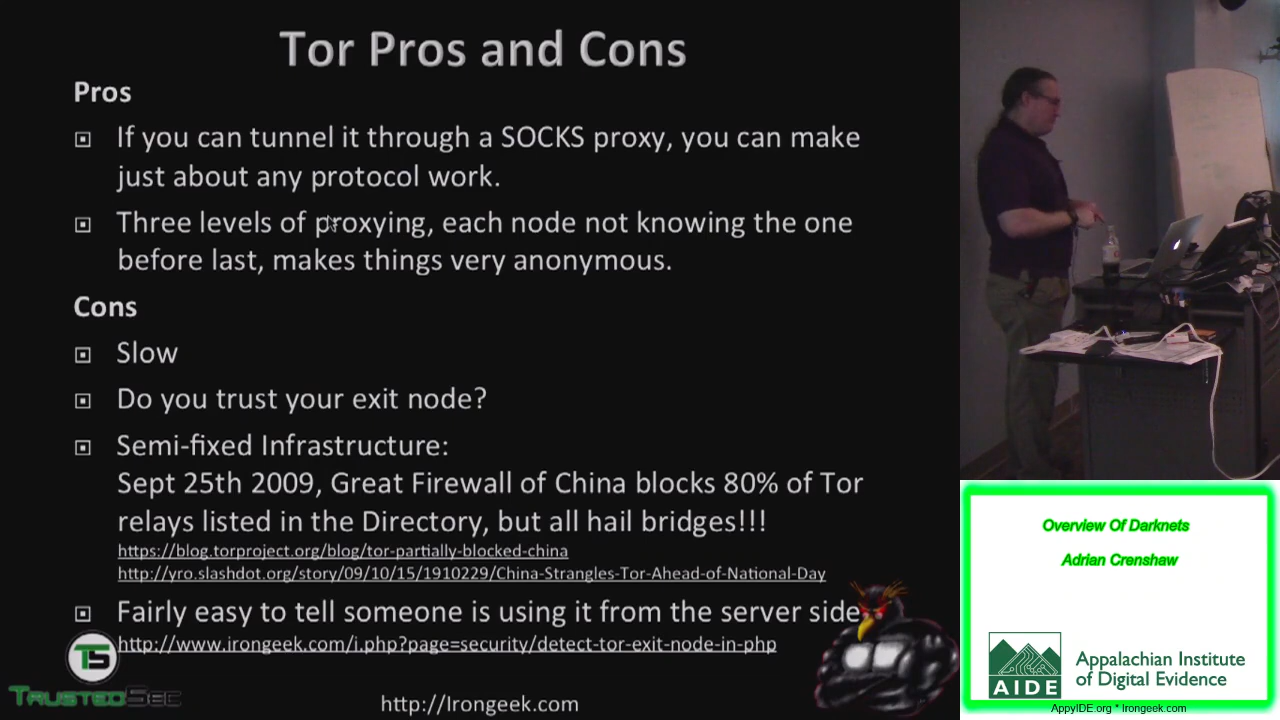 Tor Pros and Cons
Pros
If you can tunnel it through a SOCKS proxy, you can make
just about any protocol work.
Three levels of proxying, each node not knowing the one
before last, makes things very anonymous.
Cons
Slow
Do you trust your exit node?
Semi-fixed Infrastructure:
Sept 25th 2009, Great Firewall of China blocks 80% of Tor
relays listed in the Directory, but all hail bridges!!!
https://blog.torproject.org/blog/tor-partially-blocked-china
http://yro.slashdot.org/story/09/10/15/1910229/China-Strangles-Tor-Ahead-of-National-Day
Fairly easy to tell someone is using it from the server side
http://www.irongeek.com/i.php?page=security/detect-tor-exit-node-in-php
TS
TRUSTEDSEC
http://Irongeek.com
Overview Of Darknets
Adrian Crenshaw
AIDE
Appalachian Institute
of Digital Evidence
AppyIDE.org * Irongeek.com